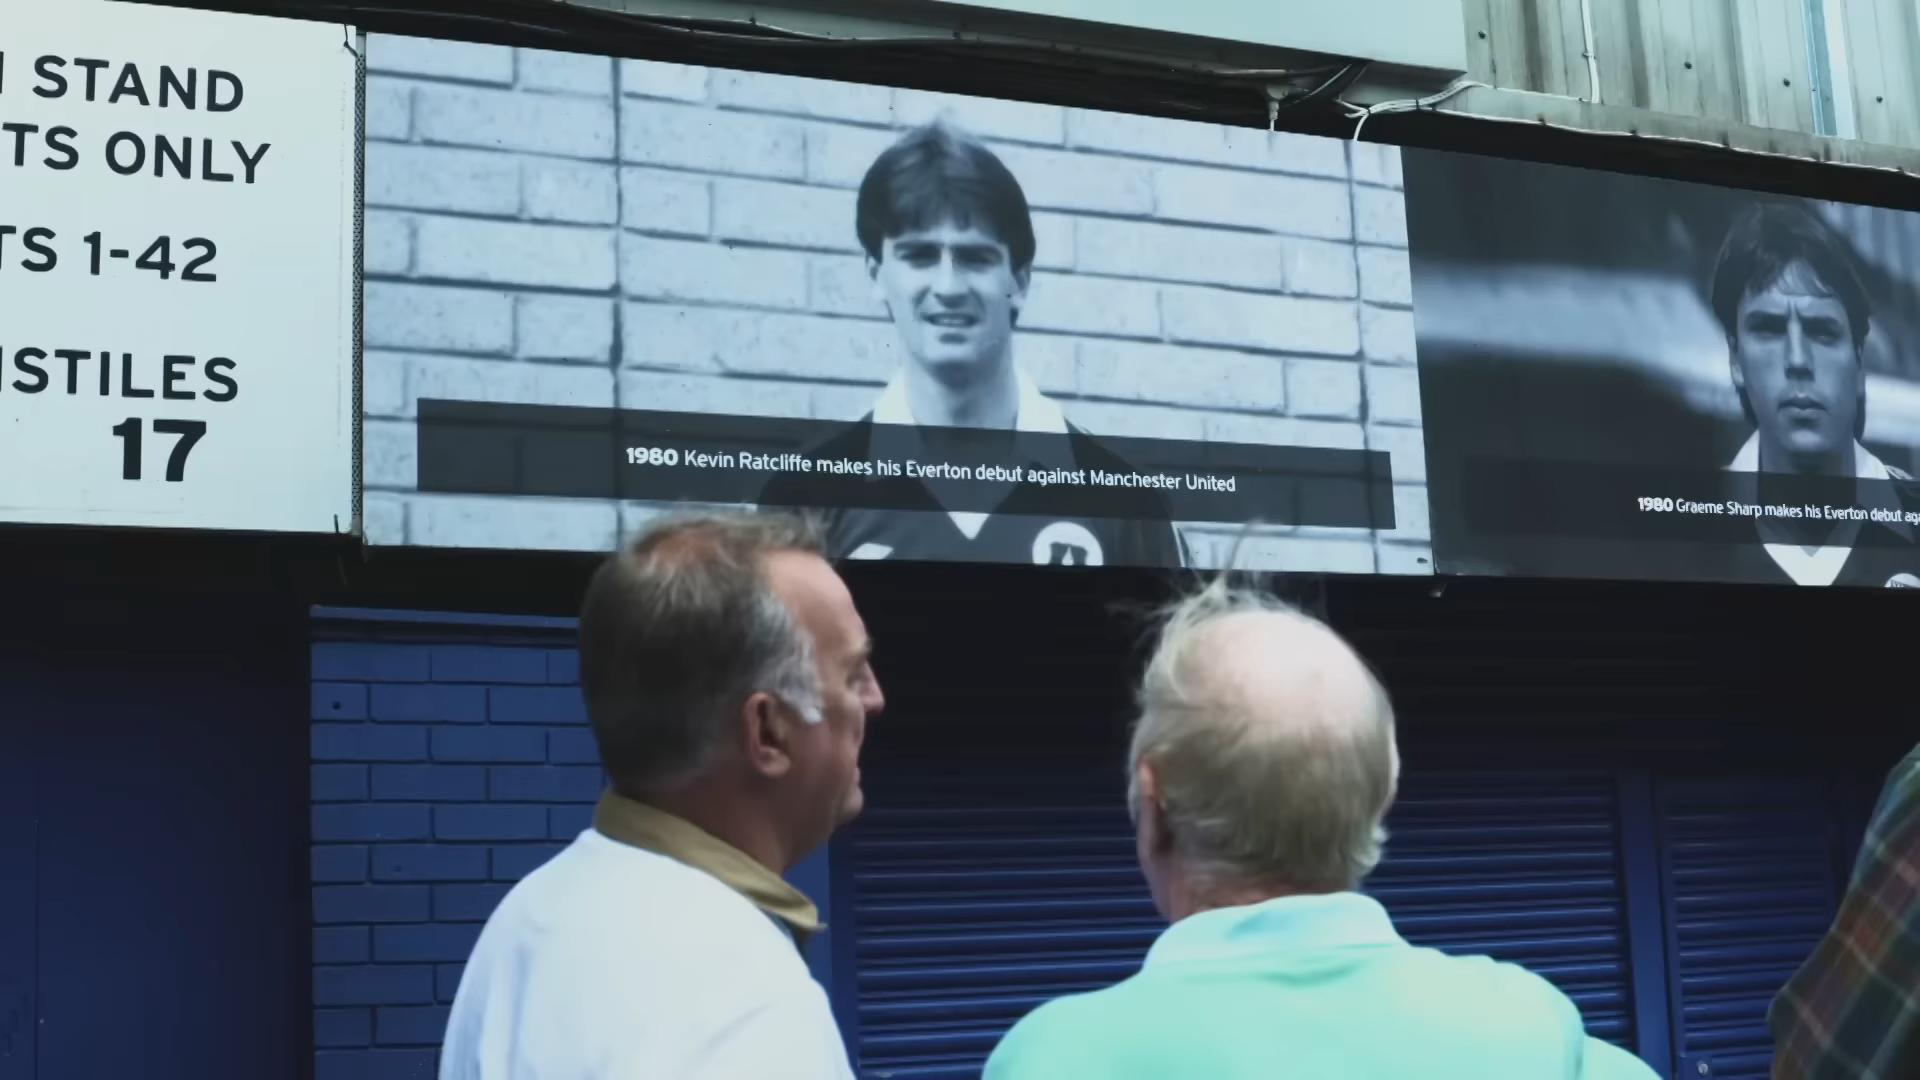 STAND
TS ONLY
TS 1-42
ISTILES
17
1980 Kevin Ratcliffe makes his Everton debut against Manchester United
1980 Graeme Sharp makes his Everton debut aga